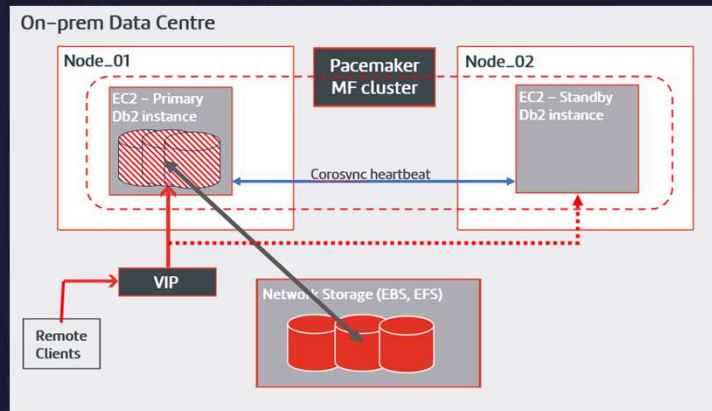 On-prem Data Centre
Node_01
Pacemaker
MF cluster
Node_02
EC2 – Primary
Db2 instance
EC2 – Standby
Db2 instance
Corosync heartbeat
VIP
Network Storage (EBS, EFS)
Remote
Clients